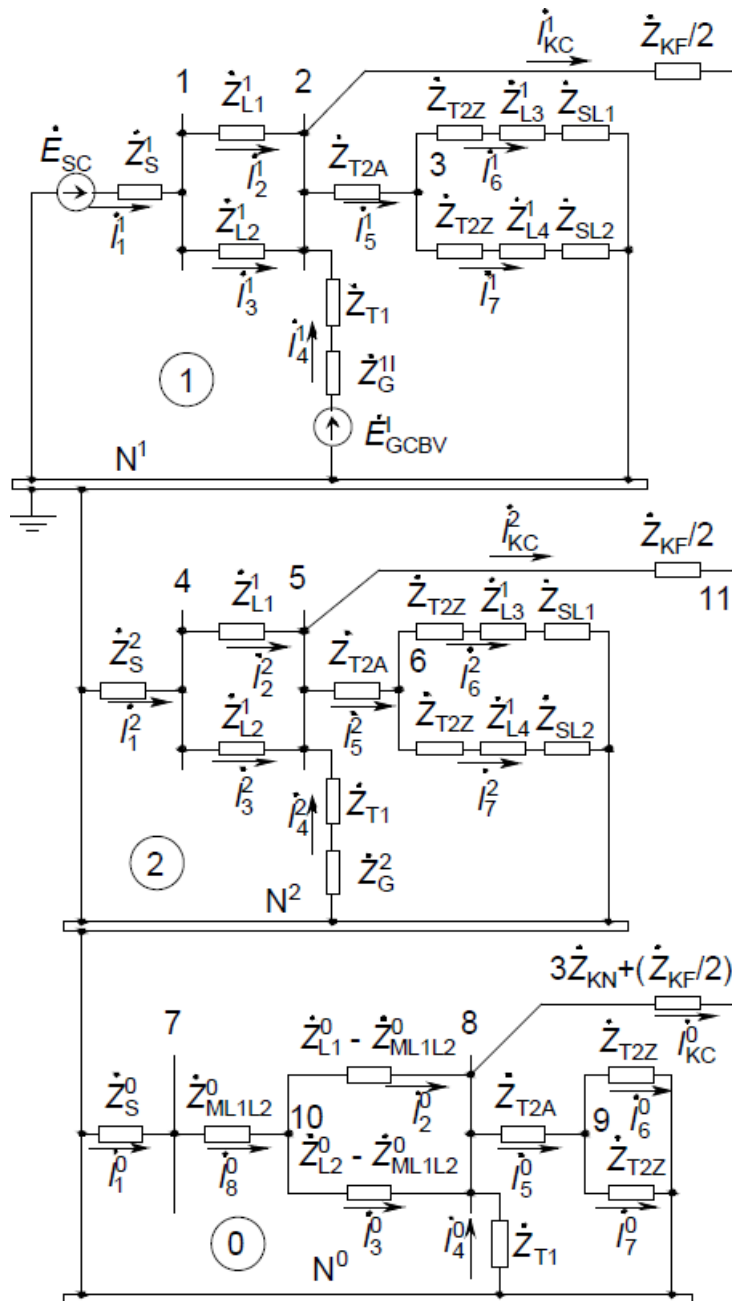 İ¹KC ŻKF/2
1 Ż¹L1 2
ĖSC Ż¹S İ¹2 ŻT2A ŻT2Z Ż¹L3 ŻSL1
3 İ¹6
İ¹1 Ż¹L2 İ¹5 ŻT2Z Ż¹L4 ŻSL2
İ¹3 İ¹7
İ¹4 ŻT1
1 Ż¹ᴵG
ĖᴵGCBV
N¹
İ²KC ŻKF/2
4 Ż¹L1 5 11
Ż²S İ²2 ŻT2A ŻT2Z Ż¹L3 ŻSL1
6 İ²6
İ²1 Ż¹L2 İ²5 ŻT2Z Ż¹L4 ŻSL2
İ²3 İ²7
İ²4 ŻT1
2 Ż²G
N²
3ŻKN+(ŻKF/2)
7 Ż⁰L1 - Ż⁰ML1L2 8 İ⁰KC
Ż⁰S Ż⁰ML1L2 İ⁰2 ŻT2A ŻT2Z
10 9 İ⁰6
İ⁰1 İ⁰8 Ż⁰L2 - Ż⁰ML1L2 İ⁰5 ŻT2Z
İ⁰3 İ⁰4 İ⁰7
0 ŻT1
N⁰